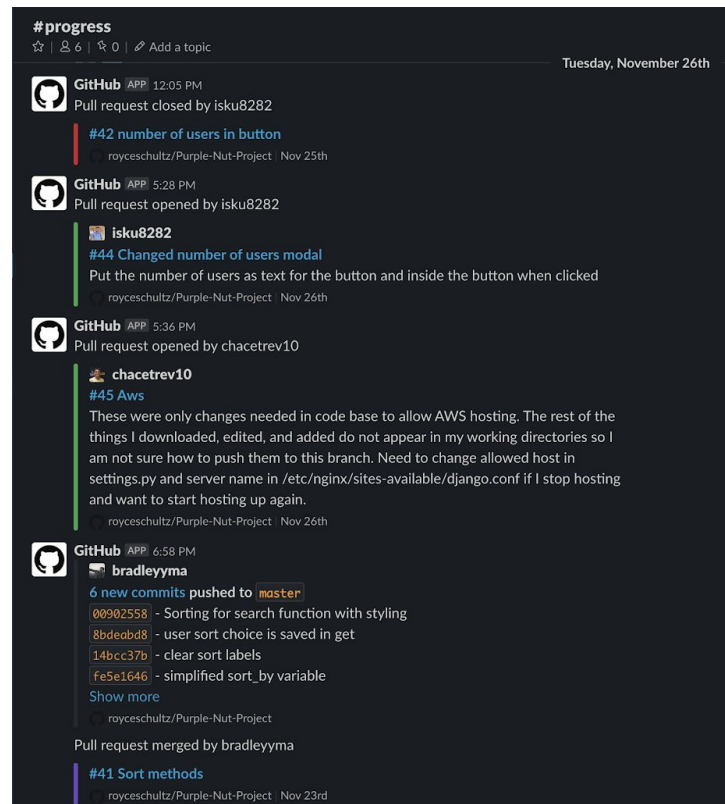 #progress
6 | 0 | Add a topic
Tuesday, November 26th
GitHub APP 12:05 PM
Pull request closed by isku8282
#42 number of users in button
royceschultz/Purple-Nut-Project | Nov 25th
GitHub APP 5:28 PM
Pull request opened by isku8282
isku8282
#44 Changed number of users modal
Put the number of users as text for the button and inside the button when clicked
royceschultz/Purple-Nut-Project | Nov 26th
GitHub APP 5:36 PM
Pull request opened by chacetrev10
chacetrev10
#45 Aws
These were only changes needed in code base to allow AWS hosting. The rest of the
things I downloaded, edited, and added do not appear in my working directories so I
am not sure how to push them to this branch. Need to change allowed host in
settings.py and server name in /etc/nginx/sites-available/django.conf if I stop hosting
and want to start hosting up again.
royceschultz/Purple-Nut-Project | Nov 26th
GitHub APP 6:58 PM
bradleyyma
6 new commits pushed to master
00902558 - Sorting for search function with styling
8bdeabd8 - user sort choice is saved in get
14bcc37b - clear sort labels
fe5e1646 - simplified sort_by variable
Show more
royceschultz/Purple-Nut-Project
Pull request merged by bradleyyma
#41 Sort methods
royceschultz/Purple-Nut-Project | Nov 23rd